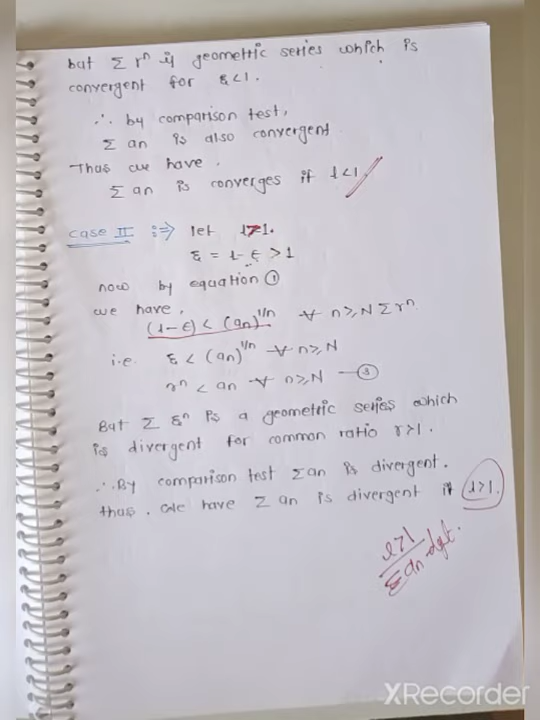 but Σ rⁿ is geometric series which is
convergent for ξ<1.
∴ by comparison test,
Σ an is also convergent.
Thus we have.
Σ an is converges if l<1
case II :⇒ let l>1.
ξ = l-ϵ > 1
now by equation ①
we have,
(l-ϵ) < (an)^1/n ∀ n≥N Σrⁿ
i.e. ξ < (an)^1/n ∀ n≥N
rⁿ < an ∀ n≥N —③
But Σ ξⁿ is a geometric series which
is divergent for common ratio r>1.
∴ By comparison test Σan is divergent.
thus. we have Σ an is divergent if l>1.
l>1
Σan dgt.
XRecorder